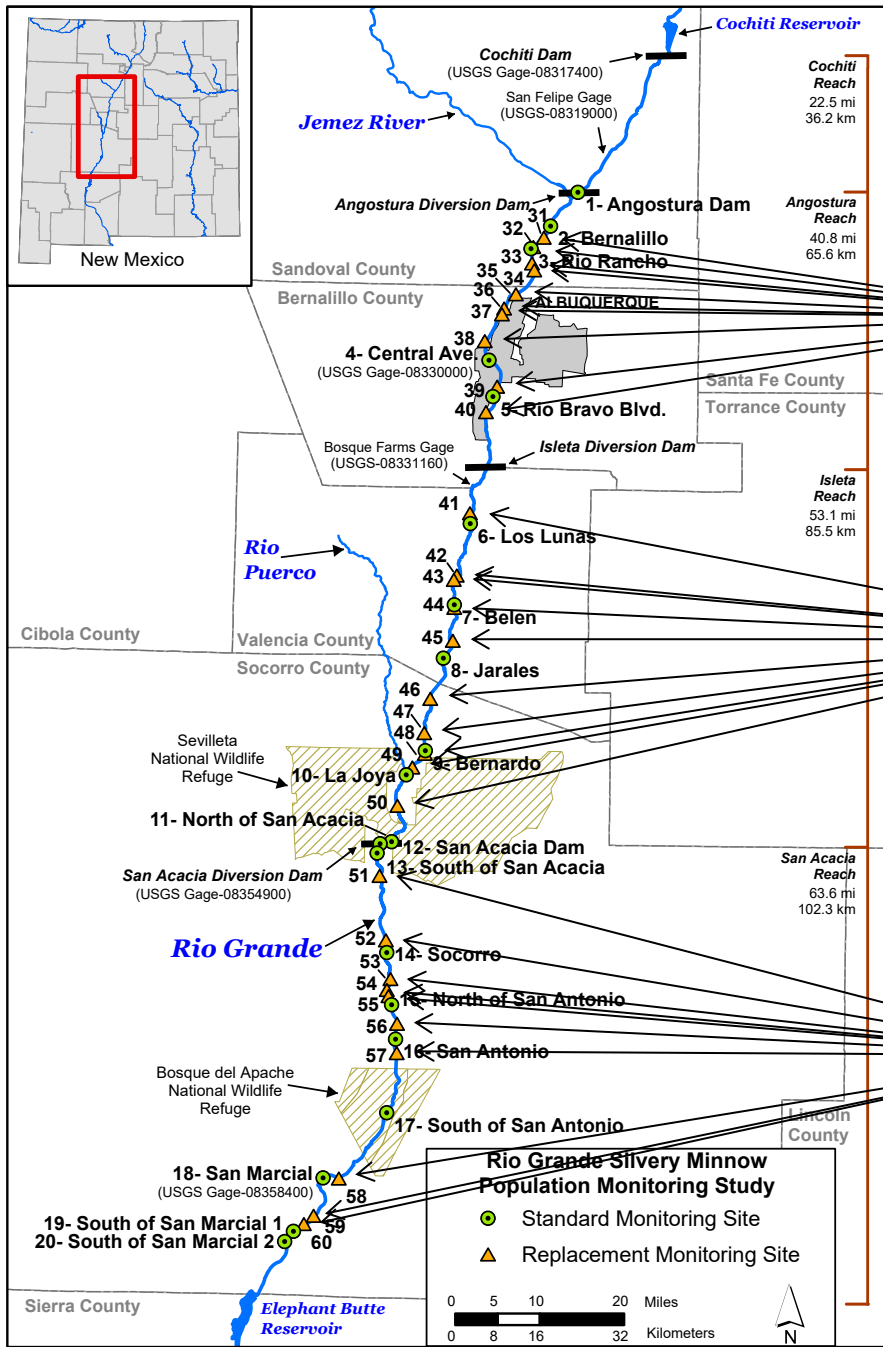 Cochiti Reservoir
Cochiti Dam
(USGS Gage-08317400)
Cochiti
Reach
22.5 mi
36.2 km
San Felipe Gage
(USGS-08319000)
Jemez River
New Mexico
Angostura Diversion Dam
1- Angostura Dam
Angostura
Reach
40.8 mi
65.6 km
31
2- Bernalillo
32
33
3- Rio Rancho
Sandoval County
Bernalillo County
35
34
36
ALBUQUERQUE
37
38
4- Central Ave
(USGS Gage-08330000)
Santa Fe County
Torrance County
39
40
5- Rio Bravo Blvd.
Isleta Diversion Dam
Bosque Farms Gage
(USGS-08331160)
Isleta
Reach
53.1 mi
85.5 km
41
6- Los Lunas
Rio
Puerco
42
43
44
7- Belen
Cibola County
Valencia County
Socorro County
45
8- Jarales
46
47
48
Sevilleta
National Wildlife
Refuge
49
9- Bernardo
10- La Joya
50
11- North of San Acacia
12- San Acacia Dam
13- South of San Acacia
San Acacia Diversion Dam
(USGS Gage-08354900)
San Acacia
Reach
63.6 mi
102.3 km
51
Rio Grande
52
14- Socorro
53
54
55
15- North of San Antonio
56
57
16- San Antonio
Bosque del Apache
National Wildlife
Refuge
17- South of San Antonio
Lincoln
County
18- San Marcial
(USGS Gage-08358400)
58
19- South of San Marcial 1
59
20- South of San Marcial 2
60
Sierra County
Elephant Butte
Reservoir
Rio Grande Silvery Minnow
Population Monitoring Study
Standard Monitoring Site
Replacement Monitoring Site
0 5 10 20 Miles
0 8 16 32 Kilometers
N